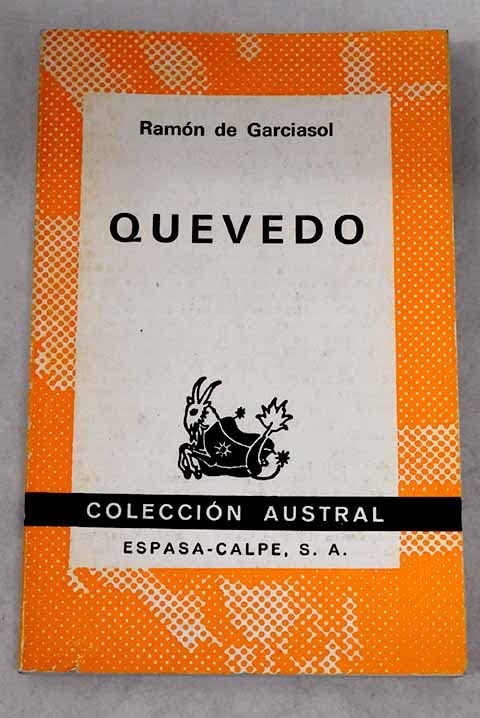 Ramón de Garciasol
QUEVEDO
COLECCIÓN AUSTRAL
ESPASA-CALPE, S. A.